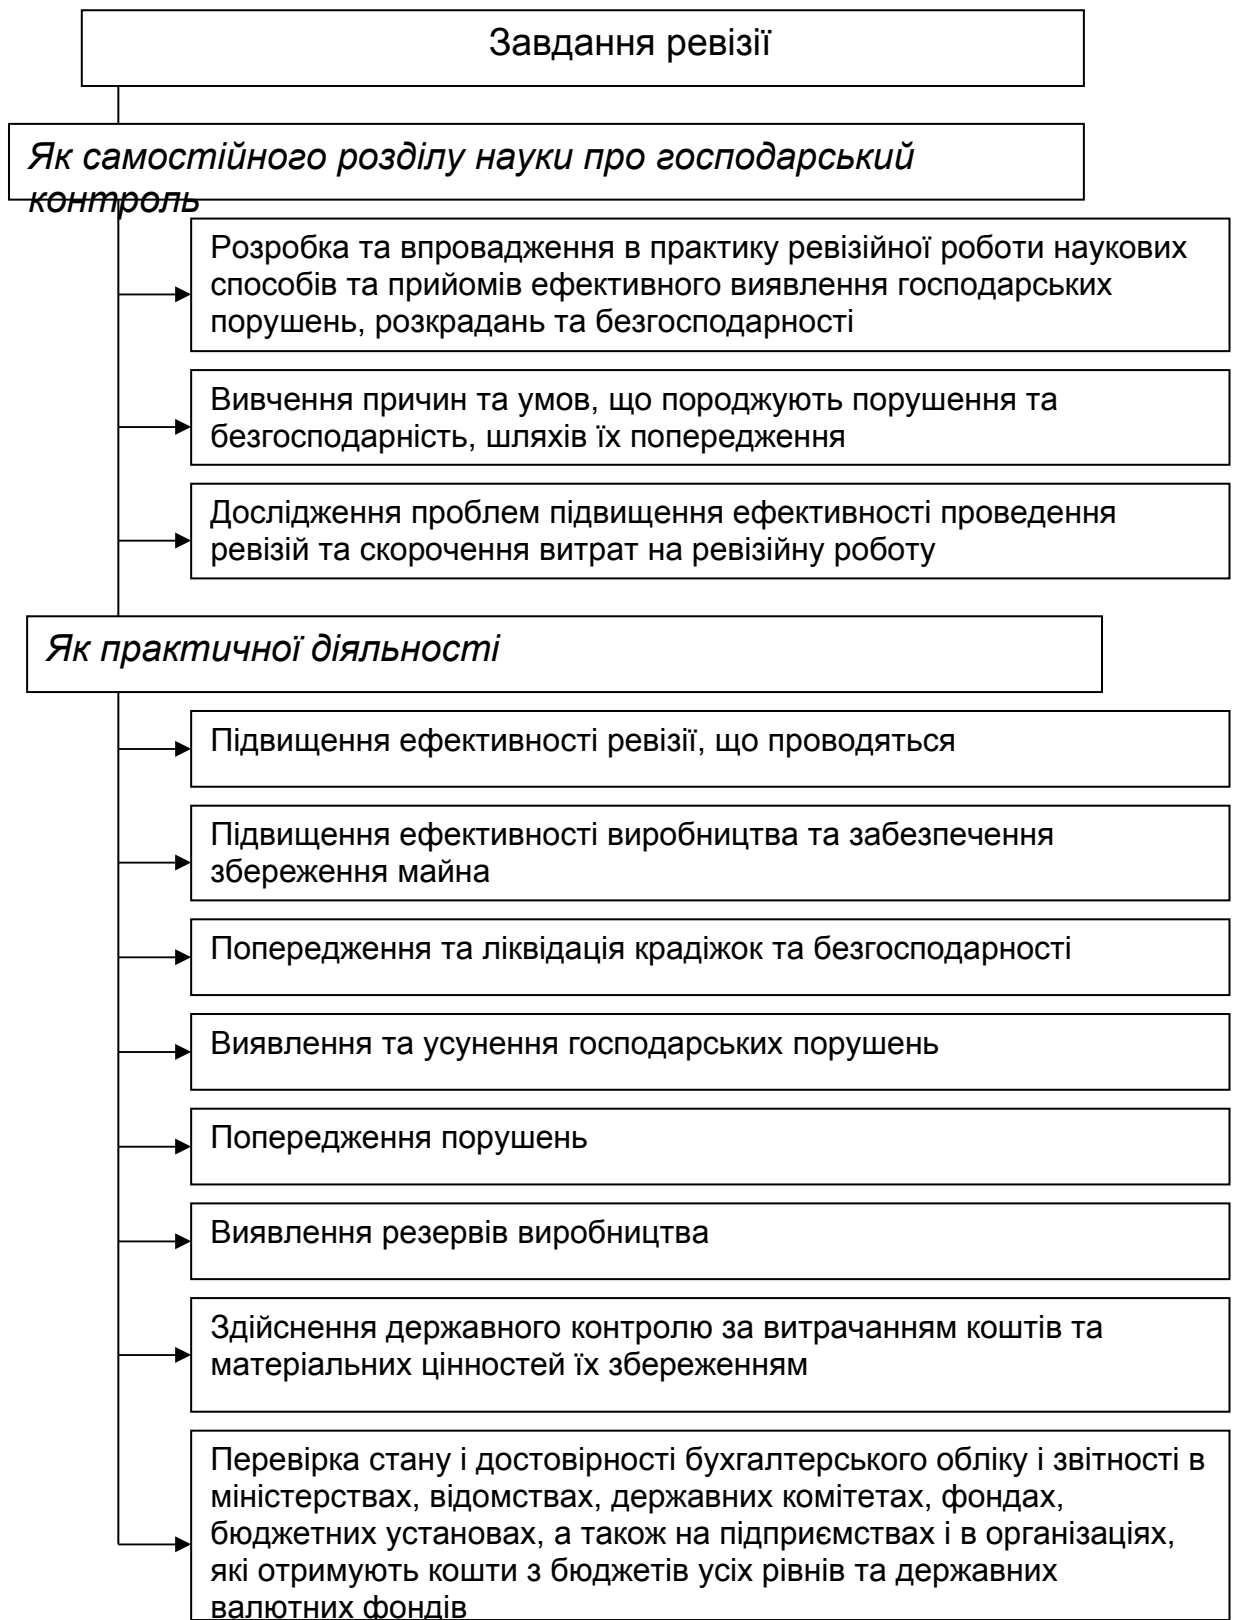 Завдання ревізії
Як самостійного розділу науки про господарський
контроль
Розробка та впровадження в практику ревізійної роботи наукових
способів та прийомів ефективного виявлення господарських
порушень, розкрадань та безгосподарності
Вивчення причин та умов, що породжують порушення та
безгосподарність, шляхів їх попередження
Дослідження проблем підвищення ефективності проведення
ревізій та скорочення витрат на ревізійну роботу
Як практичної діяльності
Підвищення ефективності ревізії, що проводяться
Підвищення ефективності виробництва та забезпечення
збереження майна
Попередження та ліквідація крадіжок та безгосподарності
Виявлення та усунення господарських порушень
Попередження порушень
Виявлення резервів виробництва
Здійснення державного контролю за витрачанням коштів та
матеріальних цінностей їх збереженням
Перевірка стану і достовірності бухгалтерського обліку і звітності в
міністерствах, відомствах, державних комітетах, фондах,
бюджетних установах, а також на підприємствах і в організаціях,
які отримують кошти з бюджетів усіх рівнів та державних
валютних фондів